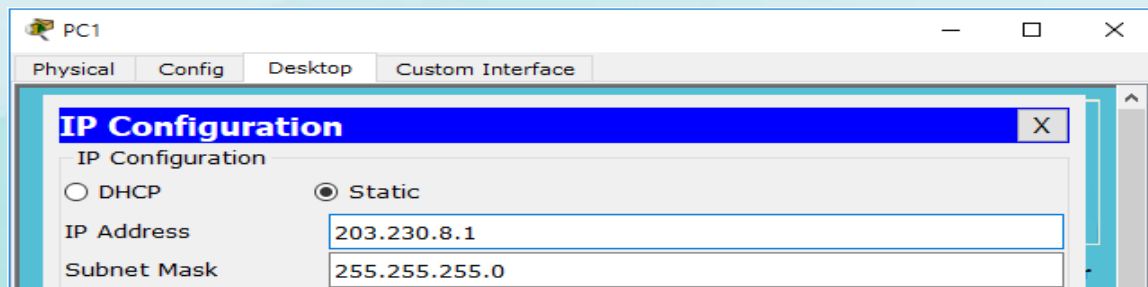 PC1
Physical Config Desktop Custom Interface
IP Configuration X
IP Configuration
DHCP Static
IP Address 203.230.8.1
Subnet Mask 255.255.255.0